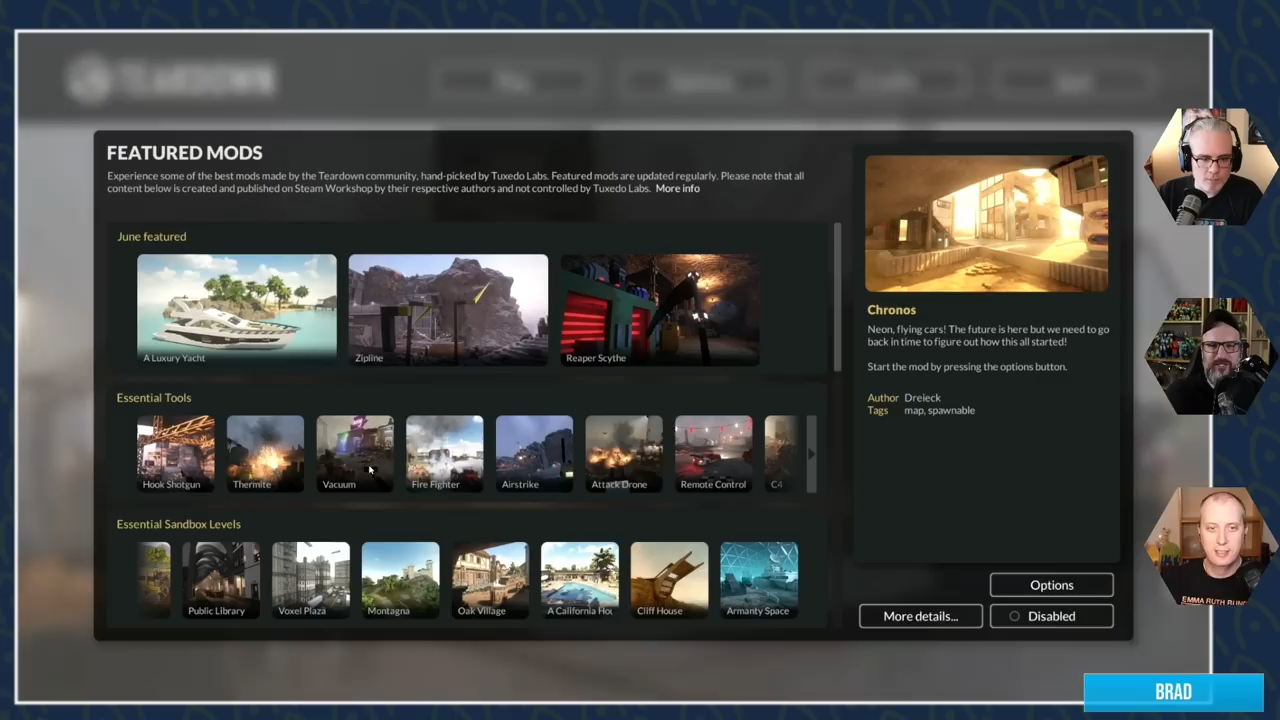 TEARDOWN
FEATURED MODS
Experience some of the best mods made by the Teardown community, hand-picked by Tuxedo Labs. Featured mods are updated regularly. Please note that all
content below is created and published on Steam Workshop by their respective authors and not controlled by Tuxedo Labs. More info
June featured
A Luxury Yacht
Zipline
Reaper Scythe
Essential Tools
Hook Shotgun
Thermite
Vacuum
Fire Fighter
Airstrike
Attack Drone
Remote Control
C4
Essential Sandbox Levels
Public Library
Voxel Plaza
Montagna
Oak Village
A California Hou
Cliff House
Armanty Space
Chronos
Neon, flying cars! The future is here but we need to go
back in time to figure out how this all started!
Start the mod by pressing the options button.
Author Dreieck
Tags map, spawnable
Options
More details...
Disabled
EMMA RUTH RUN
BRAD